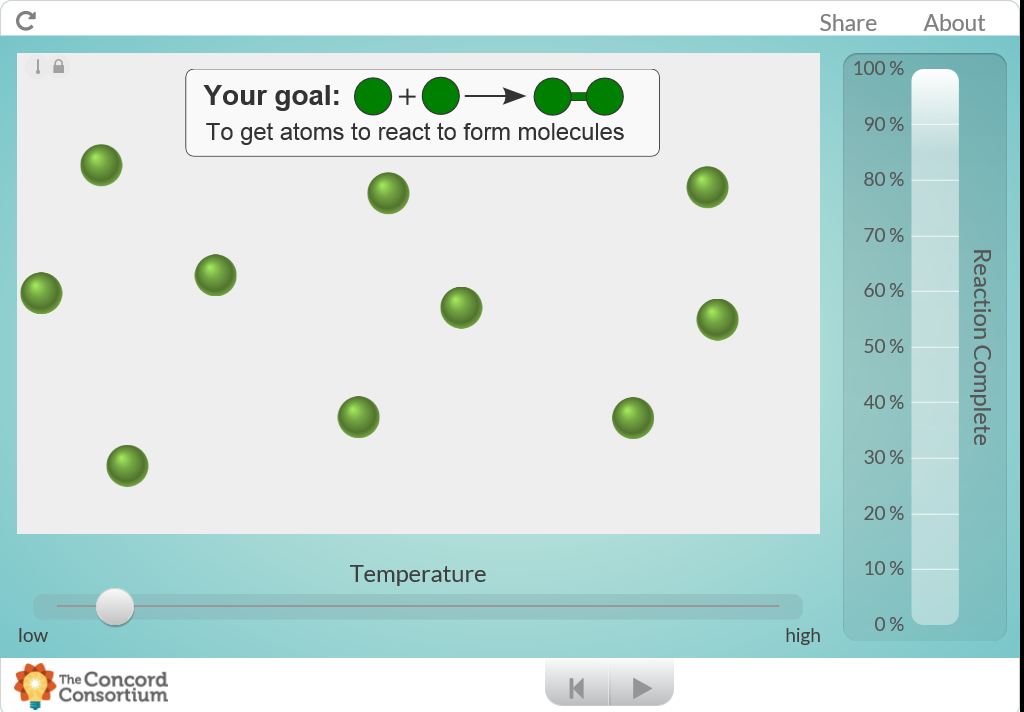 Share About
Your goal: + 
To get atoms to react to form molecules
100 %
90 %
80 %
70 %
60 %
50 %
40 %
30 %
20 %
10 %
0 %
Reaction Complete
Temperature
low
high
The Concord
Consortium